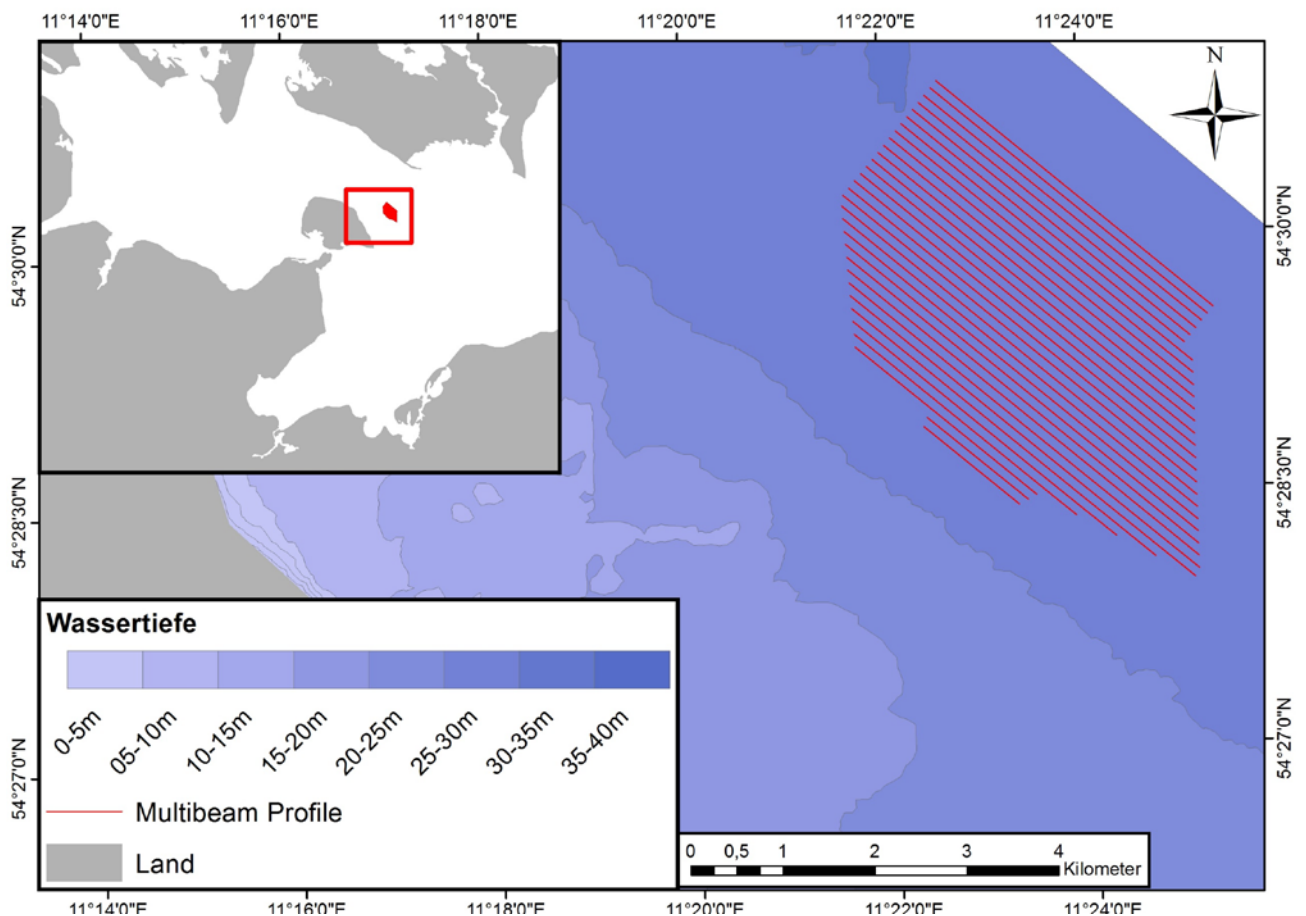 11°14'0"E 11°16'0"E 11°18'0"E 11°20'0"E 11°22'0"E 11°24'0"E
N
54°30'0"N
54°30'0"N
54°28'30"N
54°28'30"N
54°27'0"N
54°27'0"N
Wassertiefe
0-5m 05-10m 10-15m 15-20m 20-25m 25-30m 30-35m 35-40m
Multibeam Profile
Land
0 0,5 1 2 3 4
Kilometer
11°14'0"E 11°16'0"E 11°18'0"E 11°20'0"E 11°22'0"E 11°24'0"E